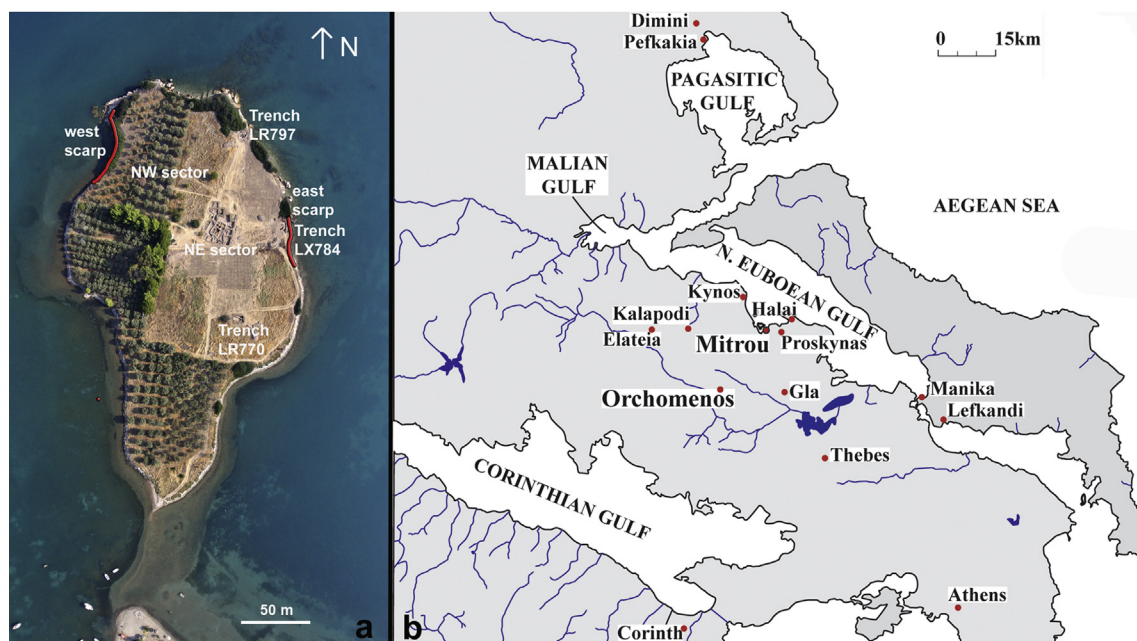 N
Trench
LR797
west
scarp
NW sector
east
scarp
Trench
LX784
NE sector
Trench
LR770
50 m
a
Dimini
Pefkakia
0 15km
PAGASITIC
GULF
MALIAN
GULF
AEGEAN SEA
N. EUBOEAN GULF
Kynos
Halai
Kalapodi
Elateia
Mitrou
Proskynas
Orchomenos
Gla
Manika
Lefkandi
Thebes
CORINTHIAN GULF
Athens
Corinth
b